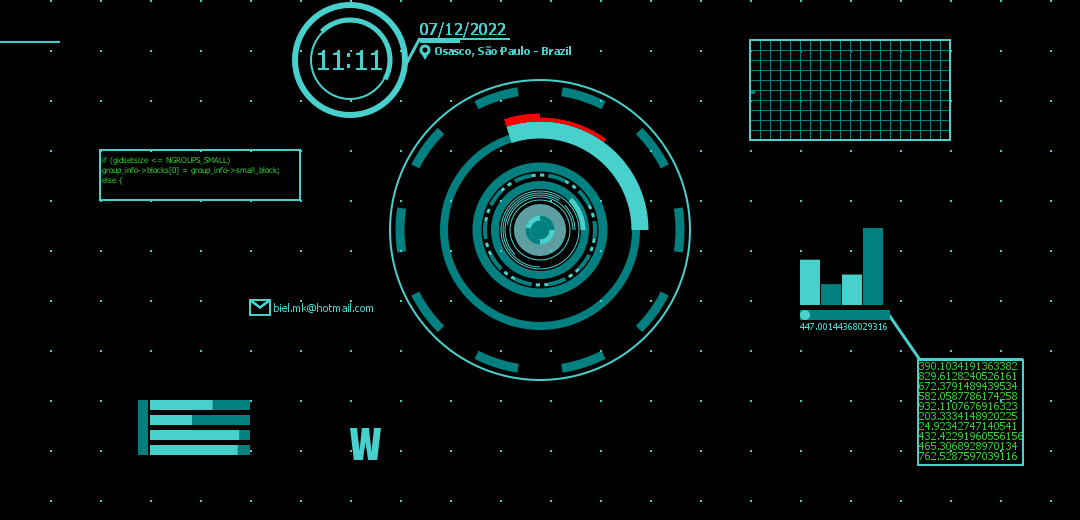 07/12/2022
11:11
Osasco, São Paulo - Brazil
if (gidsetsize <= NGROUPS_SMALL)
group_info->blocks[0] = group_info->small_block;
else {
biel.mk@hotmail.com
447.00144368029316
390.1034191363382
829.6128240526161
672.3791489439534
582.0587786174258
932.1107676916323
203.3334148920225
24.92342747140541
432.42291960556156
465.3068928970134
762.5287597039116
W